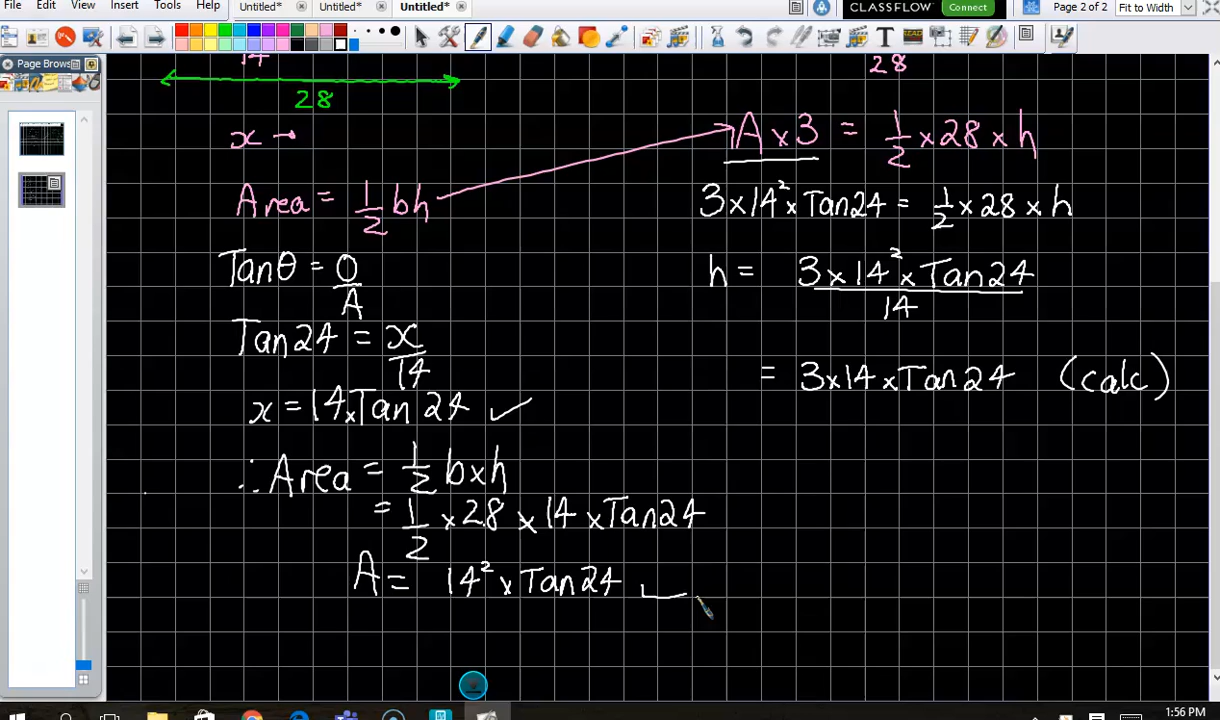 File Edit View Insert Tools Help
Untitled* Untitled* Untitled*
CLASSFLOW Connect
Page 2 of 2 Fit to Width
Page Brows
14
28
x →
Area = 1/2 bh
Tanθ = O/A
Tan24 = x/14
x = 14×Tan24 ✓
∴ Area = 1/2 b×h
= 1/2 × 28 × 14 × Tan24
A = 14² × Tan24
28
A × 3 = 1/2 × 28 × h
3×14²×Tan24 = 1/2 × 28 × h
h = 3×14²×Tan24 / 14
= 3×14×Tan24 (calc)
1:56 PM